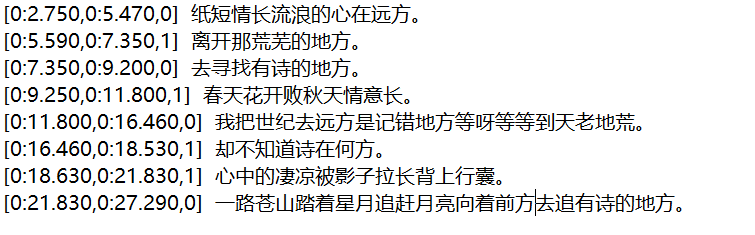 [0:2.750,0:5.470,0]  纸短情长流浪的心在远方。
[0:5.590,0:7.350,1]  离开那荒芜的地方。
[0:7.350,0:9.200,0]  去寻找有诗的地方。
[0:9.250,0:11.800,1]  春天花开败秋天情意长。
[0:11.800,0:16.460,0]  我把世纪去远方是记错地方等呀等等到天老地荒。
[0:16.460,0:18.530,1]  却不知道诗在何方。
[0:18.630,0:21.830,1]  心中的凄凉被影子拉长背上行囊。
[0:21.830,0:27.290,0]  一路苍山踏着星月追赶月亮向着前方去追有诗的地方。